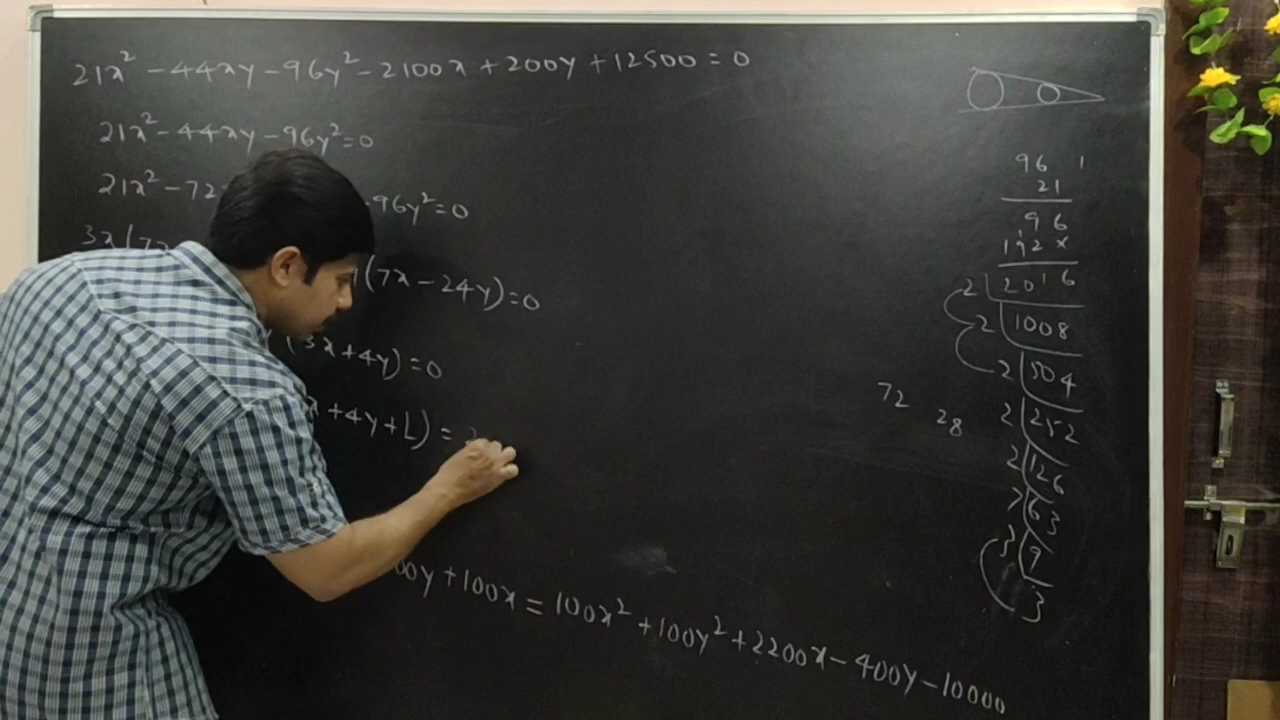 21x² - 44xy - 96y² - 2100x + 200y + 12500 = 0
21x² - 44xy - 96y² = 0
21x² - 72 96y² = 0
3x(7x (7x - 24y) = 0
(3x + 4y) = 0
x + 4y + L) =
00y + 100x = 100x² + 100y² + 2200x - 400y - 10000
96 1
21
96
192 x
2 2016
2 1008
2 504
72 28 2 252
2 126
63
3 9
3